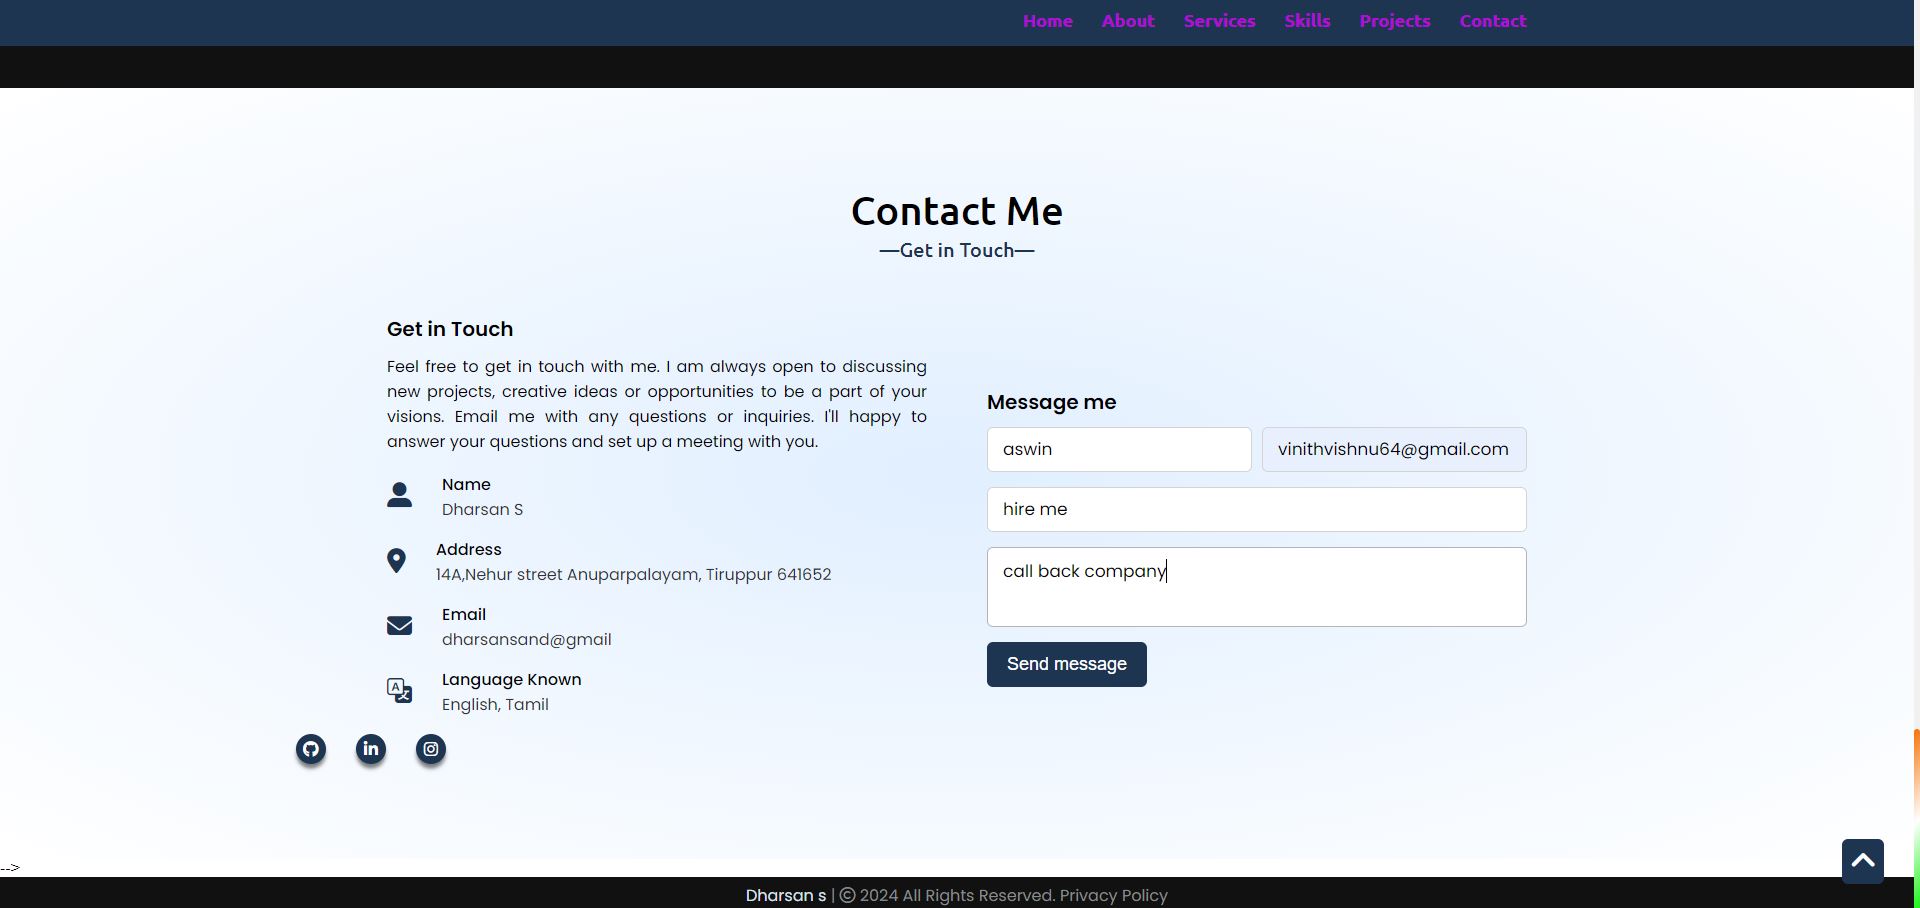 Home About Services Skills Projects Contact
Contact Me
—Get in Touch—
Get in Touch
Feel free to get in touch with me. I am always open to discussing
new projects, creative ideas or opportunities to be a part of your
visions. Email me with any questions or inquiries. I'll happy to
answer your questions and set up a meeting with you.
Name
Dharsan S
Address
14A,Nehur street Anuparpalayam, Tiruppur 641652
Email
dharsansand@gmail
Language Known
English, Tamil
Message me
aswin
vinithvishnu64@gmail.com
hire me
call back company
Send message
-->
Dharsan s | © 2024 All Rights Reserved. Privacy Policy